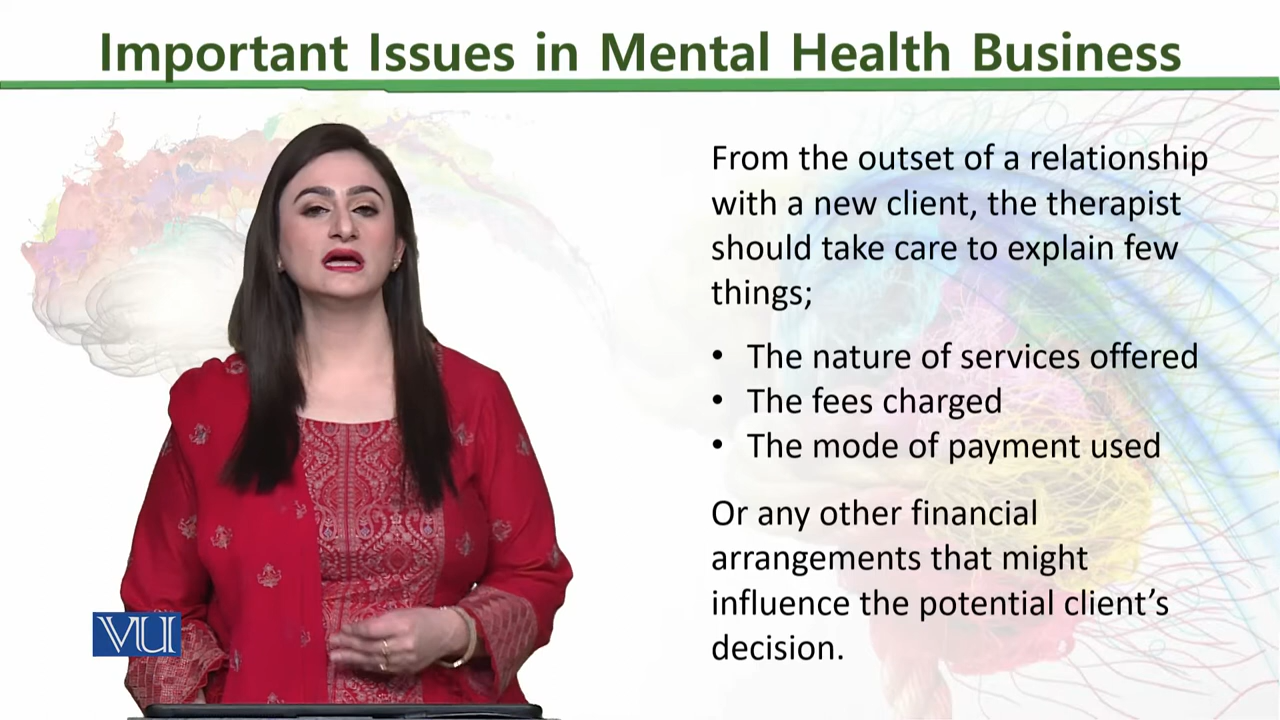 Important Issues in Mental Health Business
From the outset of a relationship
with a new client, the therapist
should take care to explain few
things;
• The nature of services offered
• The fees charged
• The mode of payment used
Or any other financial
arrangements that might
influence the potential client’s
decision.
VU